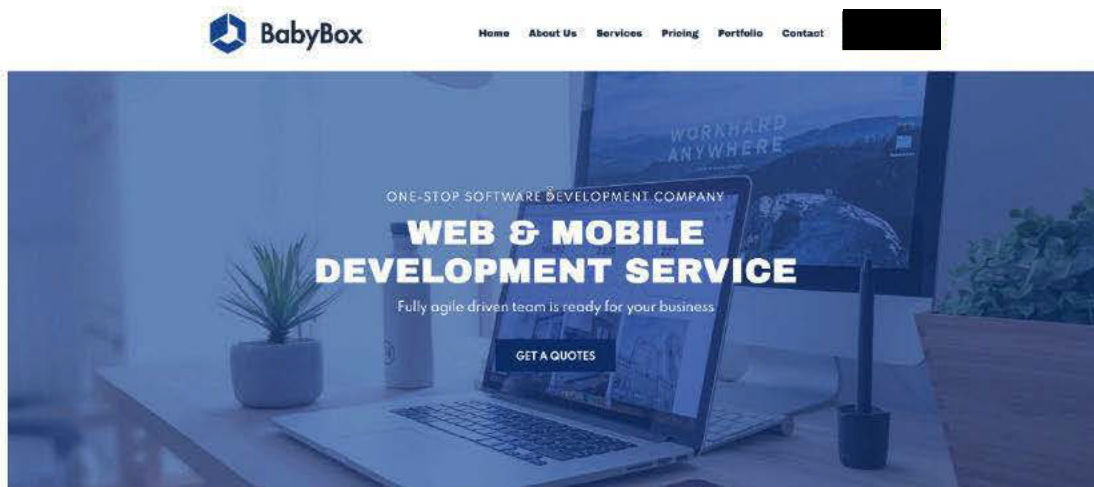 BabyBox
Home About Us Services Pricing Portfolio Contact
WORKHARD
ANYWHERE
ONE-STOP SOFTWARE DEVELOPMENT COMPANY
WEB & MOBILE
DEVELOPMENT SERVICE
Fully agile driven team is ready for your business
GET A QUOTES